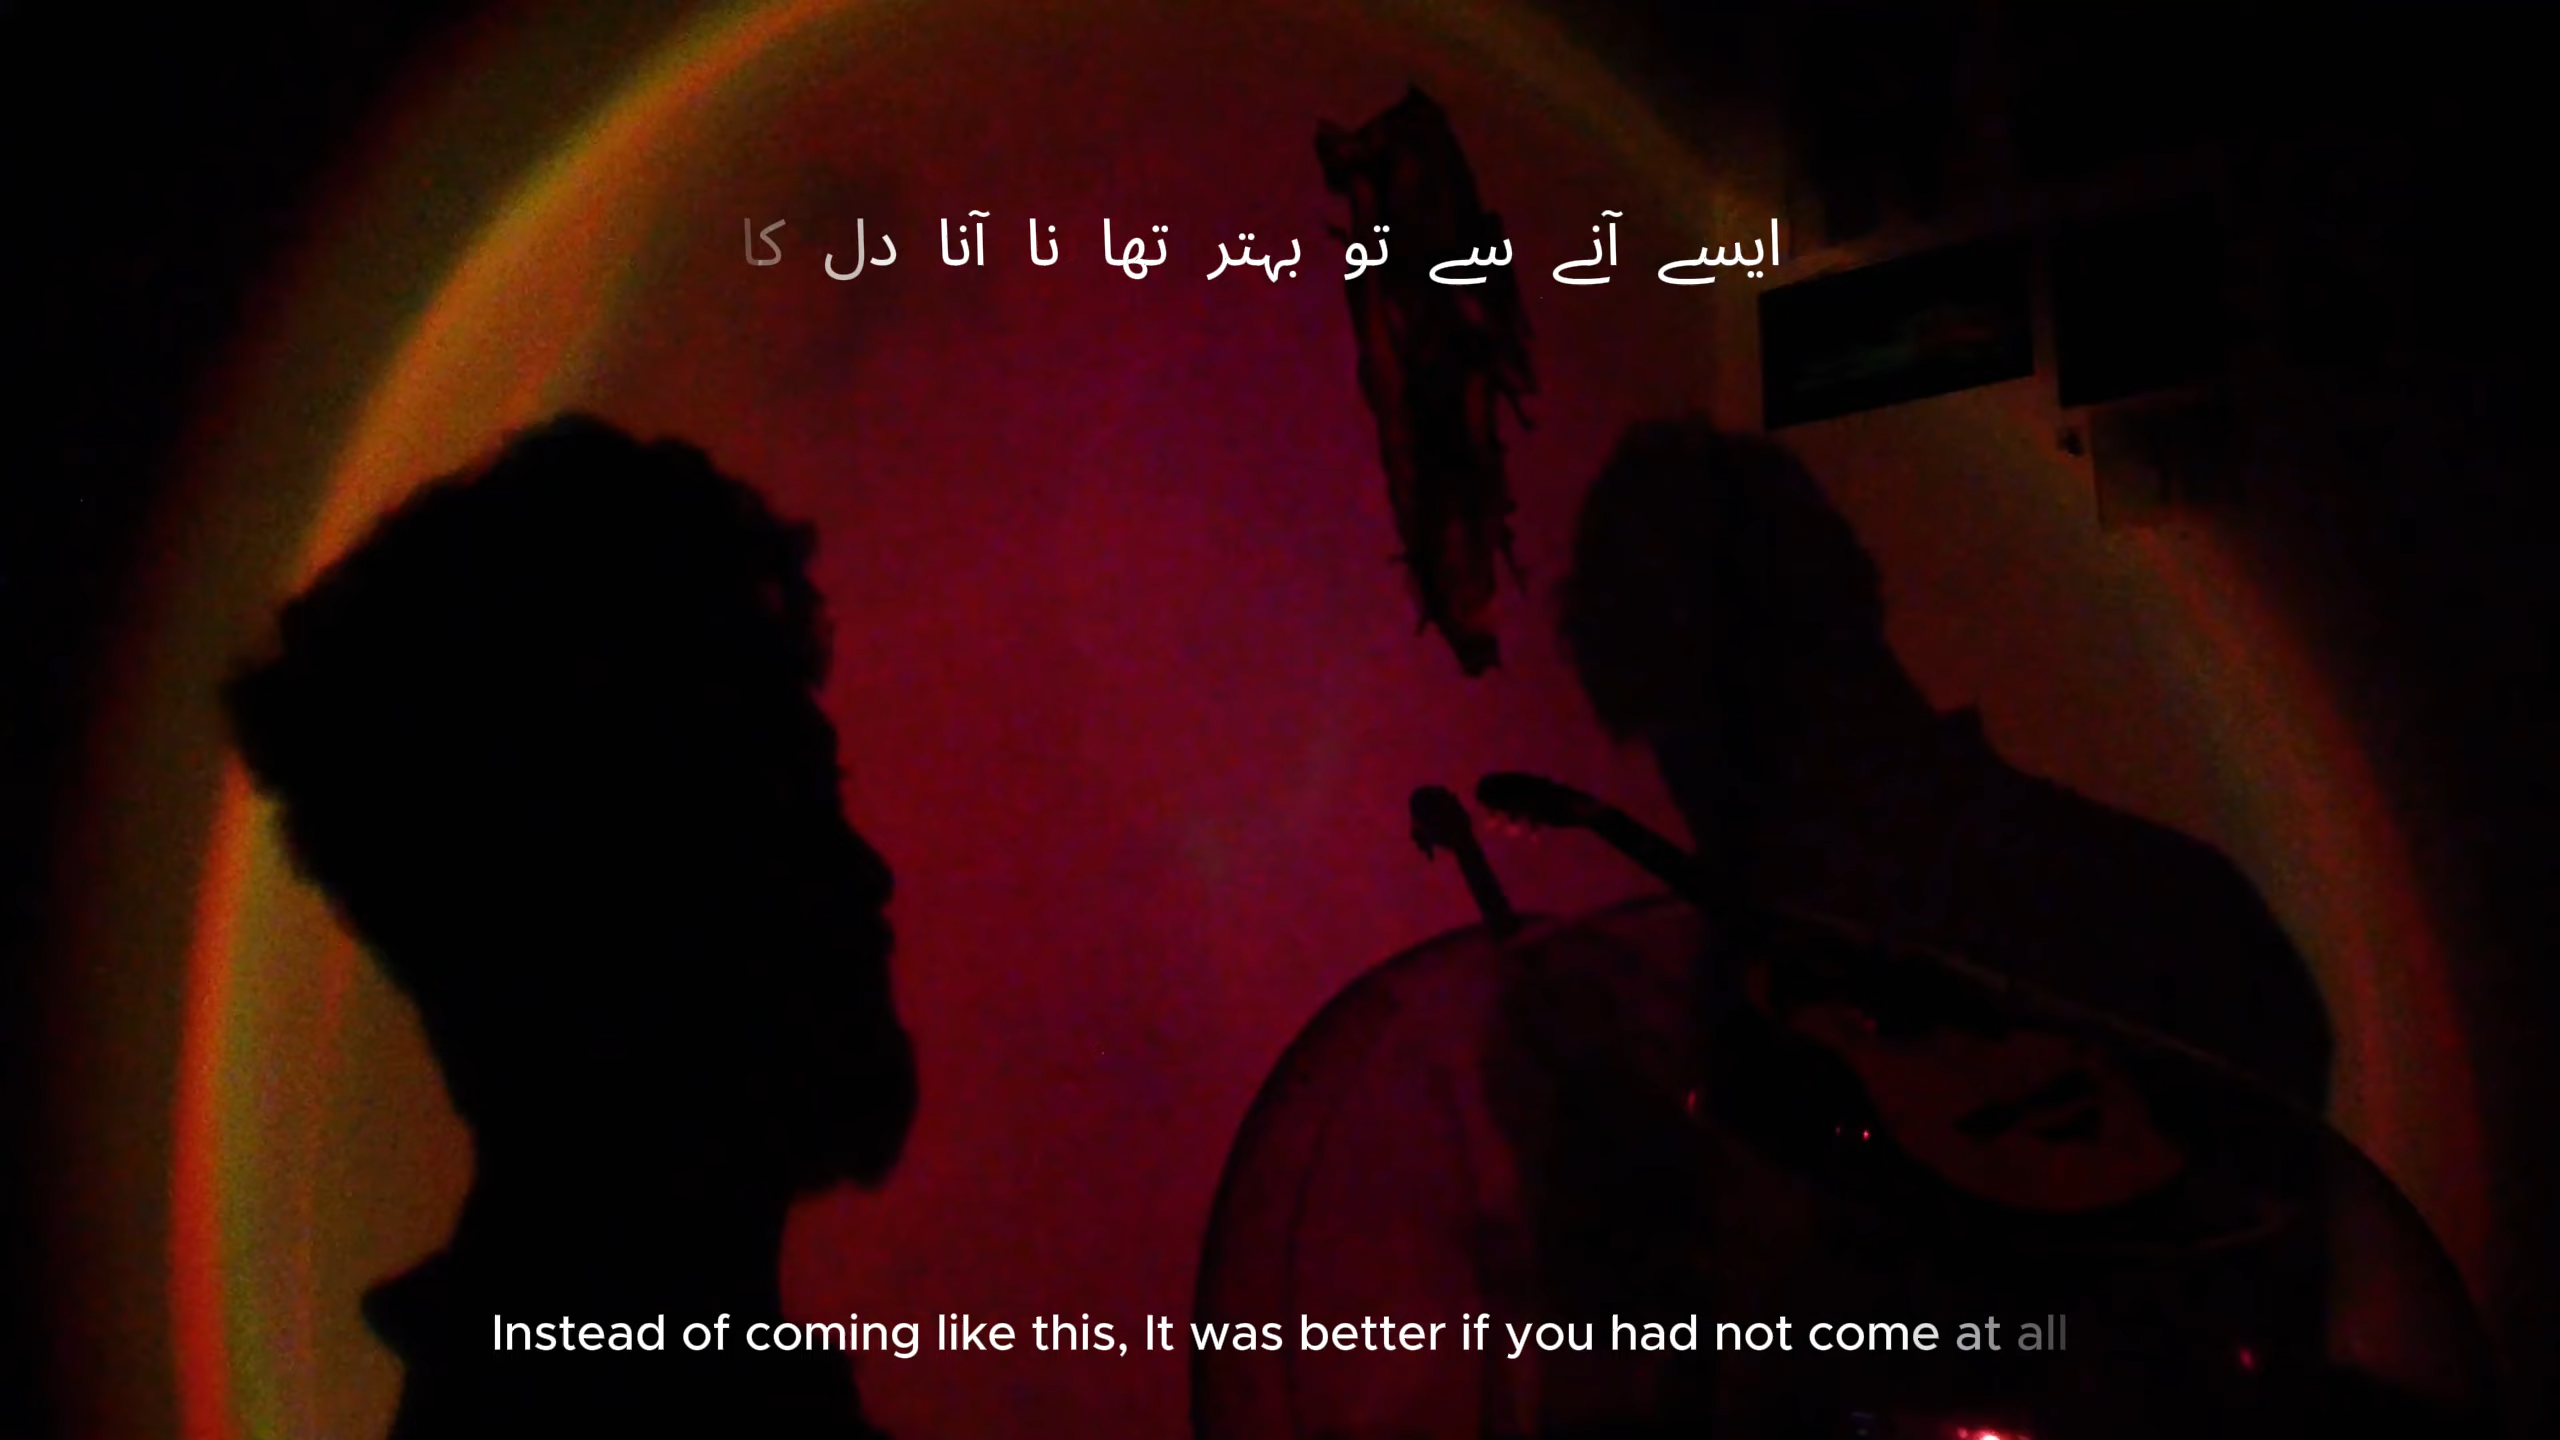 ایسے آنے سے تو بہتر تھا نا آنا دل کا
Instead of coming like this, It was better if you had not come at all